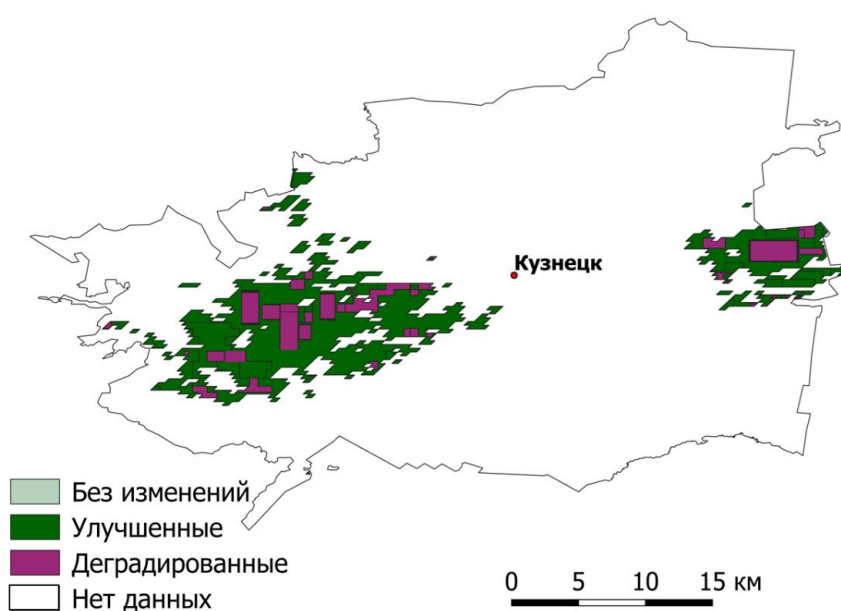 Кузнецк
Без изменений
Улучшенные
Деградированные
Нет данных
0 5 10 15 км